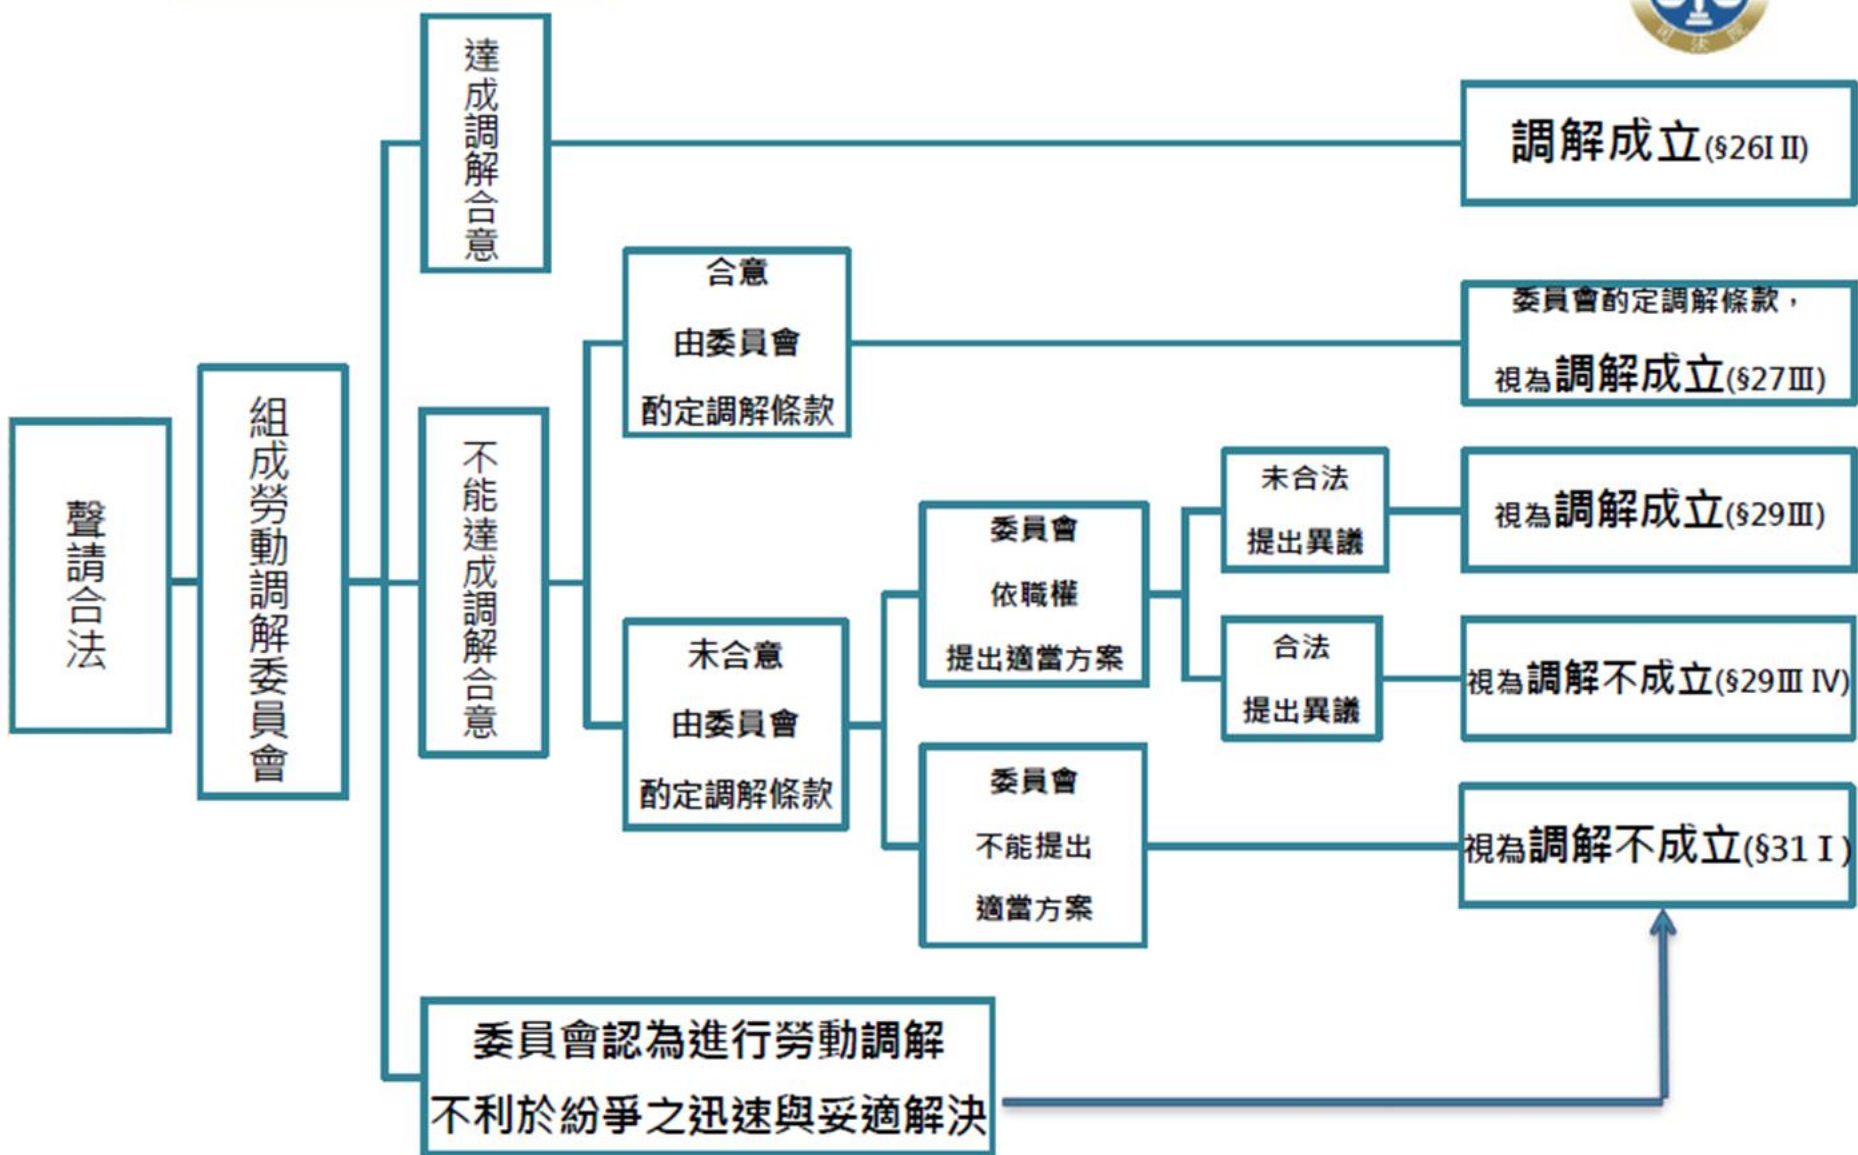 司法院
聲請合法
組成勞動調解委員會
達成調解合意
調解成立(§26I II)
不能達成調解合意
合意
由委員會
酌定調解條款
委員會酌定調解條款，
視為調解成立(§27III)
未合意
由委員會
酌定調解條款
委員會
依職權
提出適當方案
未合法
提出異議
視為調解成立(§29III)
合法
提出異議
視為調解不成立(§29III IV)
委員會
不能提出
適當方案
視為調解不成立(§31 I)
委員會認為進行勞動調解
不利於紛爭之迅速與妥適解決